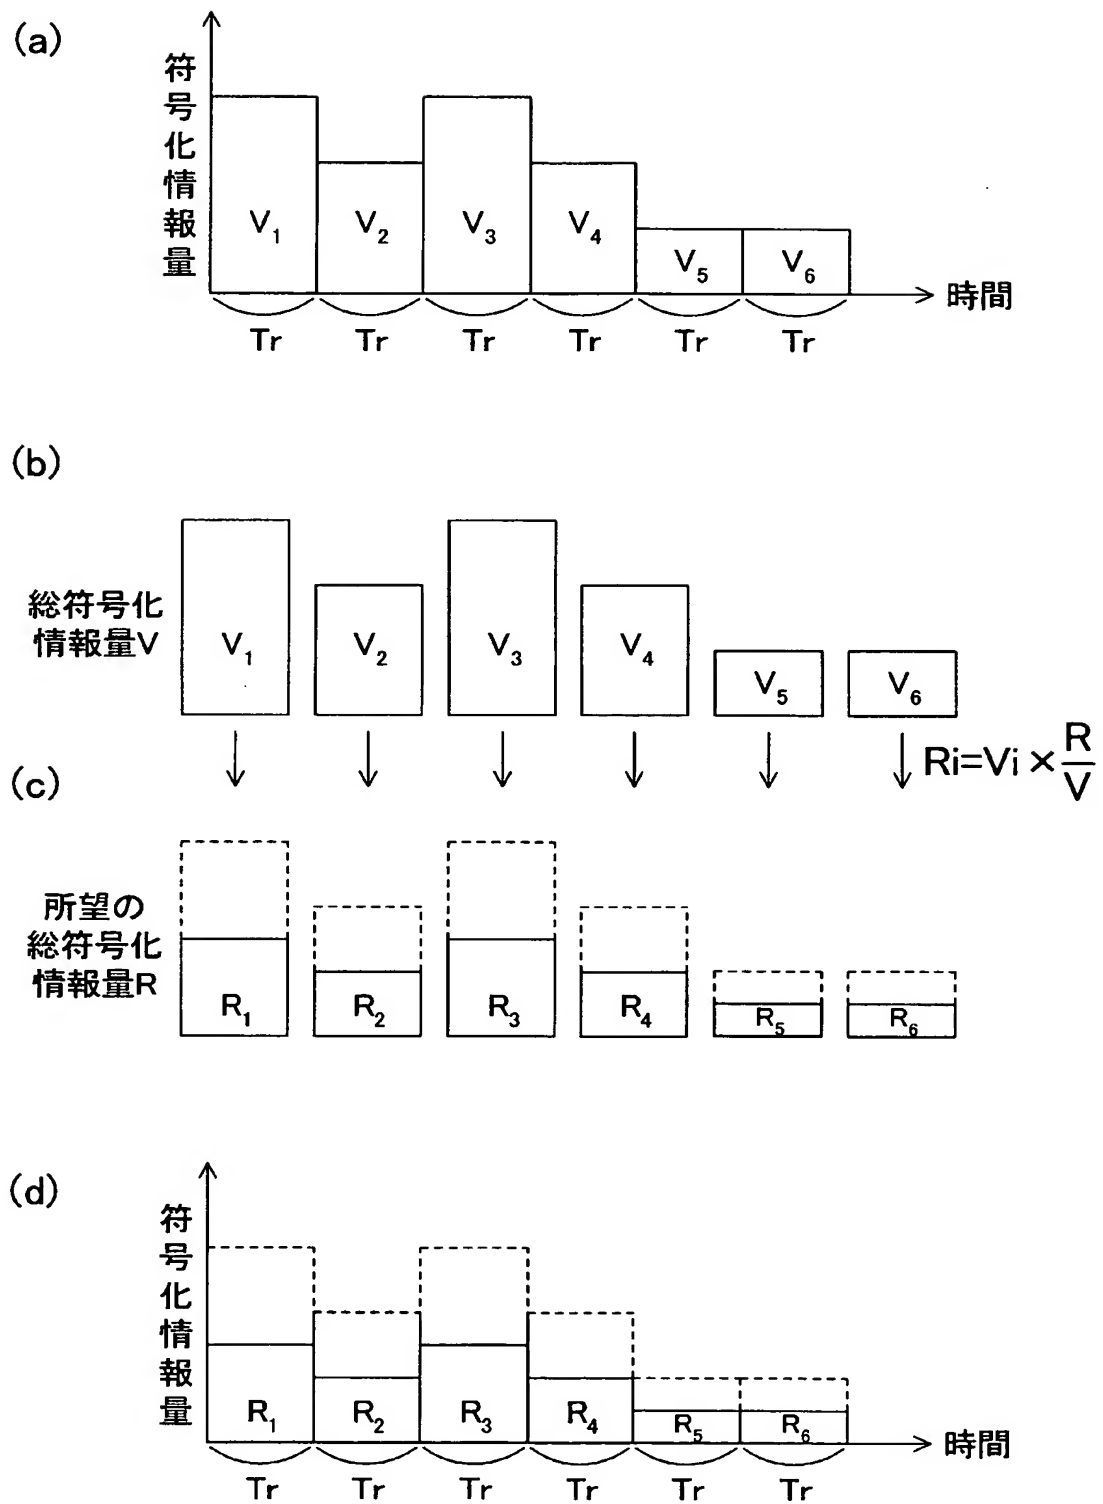 (a)
符号化情報量
V₁ V₂ V₃ V₄ V₅ V₆
時間
Tr Tr Tr Tr Tr Tr
(b)
総符号化
情報量V
V₁ V₂ V₃ V₄ V₅ V₆
Ri=Vi×R/V
(c)
所望の
総符号化
情報量R
R₁ R₂ R₃ R₄ R₅ R₆
(d)
符号化情報量
R₁ R₂ R₃ R₄ R₅ R₆
時間
Tr Tr Tr Tr Tr Tr